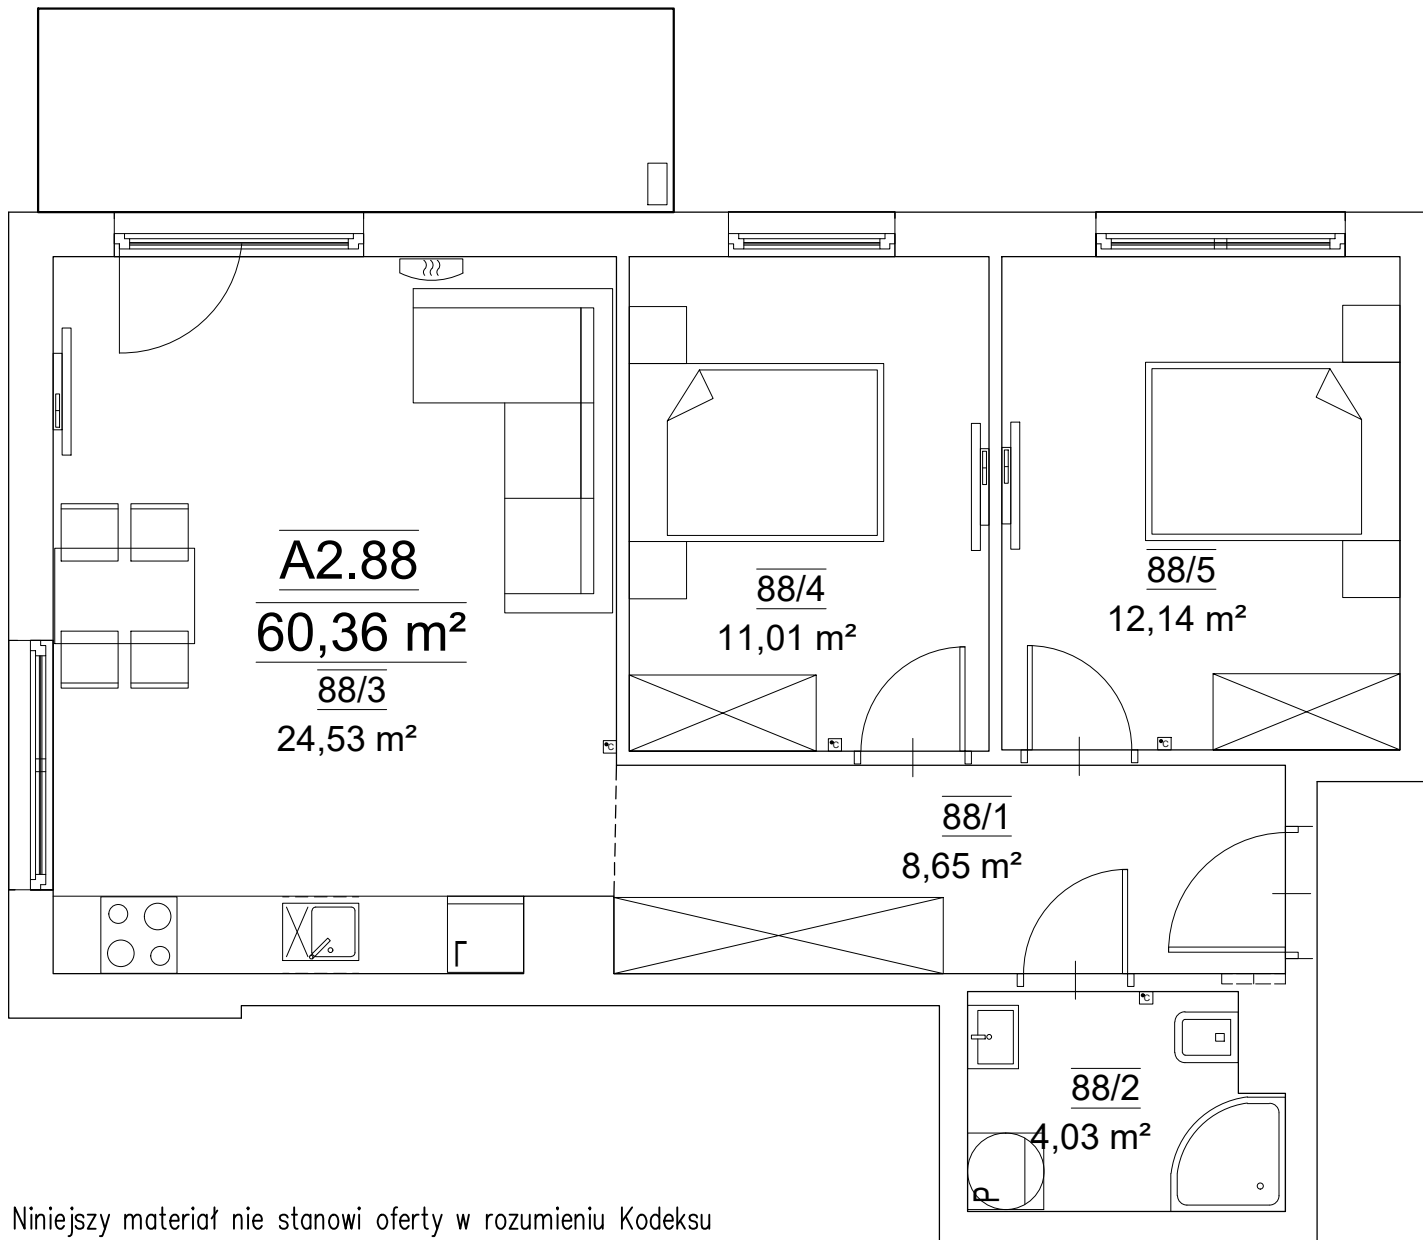 A2.88
60,36 m²
88/3
24,53 m²
88/4
11,01 m²
88/5
12,14 m²
88/1
8,65 m²
88/2
4,03 m²
P
Niniejszy materiał nie stanowi oferty w rozumieniu Kodeksu